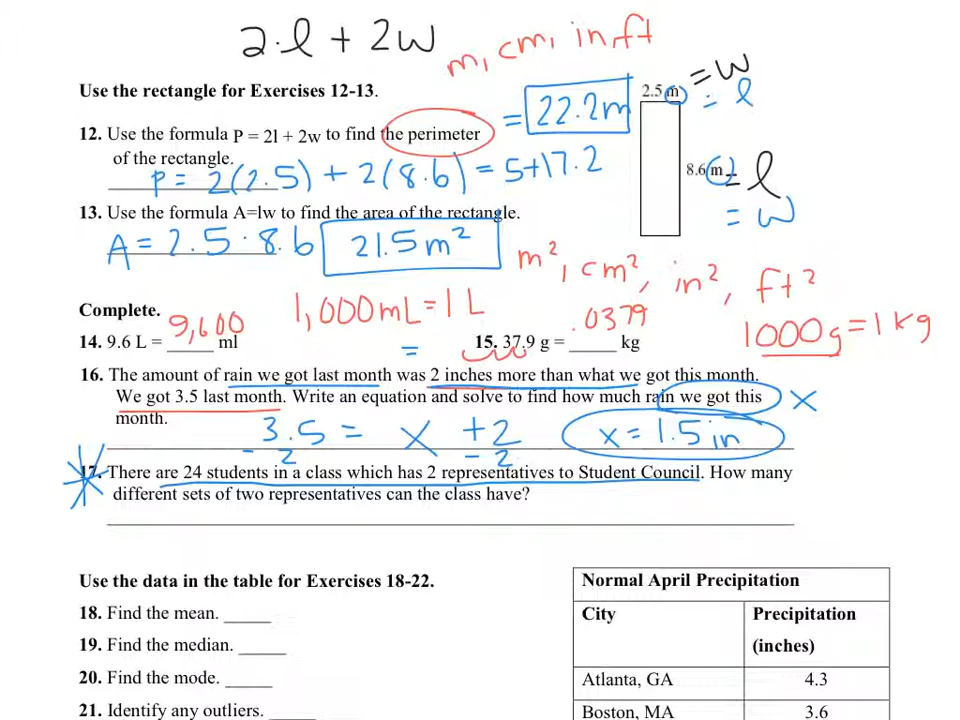 2·l + 2w
m, cm, in, ft
= w
Use the rectangle for Exercises 12-13.
= 22.2m
2.5 m
= l
12. Use the formula P = 2l + 2w to find the perimeter
of the rectangle.
P = 2(2.5) + 2(8.6) = 5+17.2
8.6 m
= l
= w
13. Use the formula A=lw to find the area of the rectangle.
A = 2.5 · 8.6 21.5 m²
m², cm², in², ft²
Complete.
1,000mL = 1 L
14. 9.6 L = 9,600 ml
15. 37.9 g = .0379 kg
1000g = 1 kg
=
16. The amount of rain we got last month was 2 inches more than what we got this month.
We got 3.5 last month. Write an equation and solve to find how much rain we got this
month.
x
3.5 = x + 2
x = 1.5 in
- 2 - 2
17. There are 24 students in a class which has 2 representatives to Student Council. How many
different sets of two representatives can the class have?
Use the data in the table for Exercises 18-22.
18. Find the mean.
19. Find the median.
20. Find the mode.
21. Identify any outliers.
Normal April Precipitation
City Precipitation
(inches)
Atlanta, GA 4.3
Boston, MA 3.6